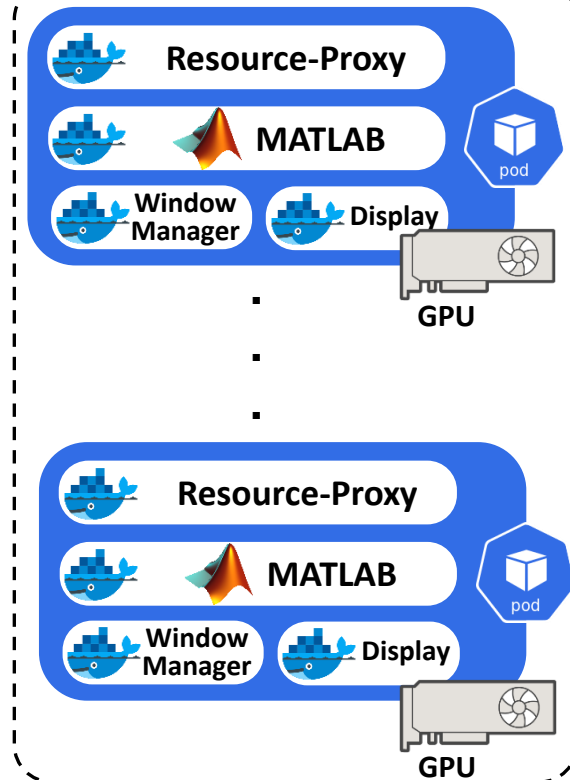 Resource-Proxy
MATLAB
pod
Window
Manager
Display
GPU
Resource-Proxy
MATLAB
pod
Window
Manager
Display
GPU